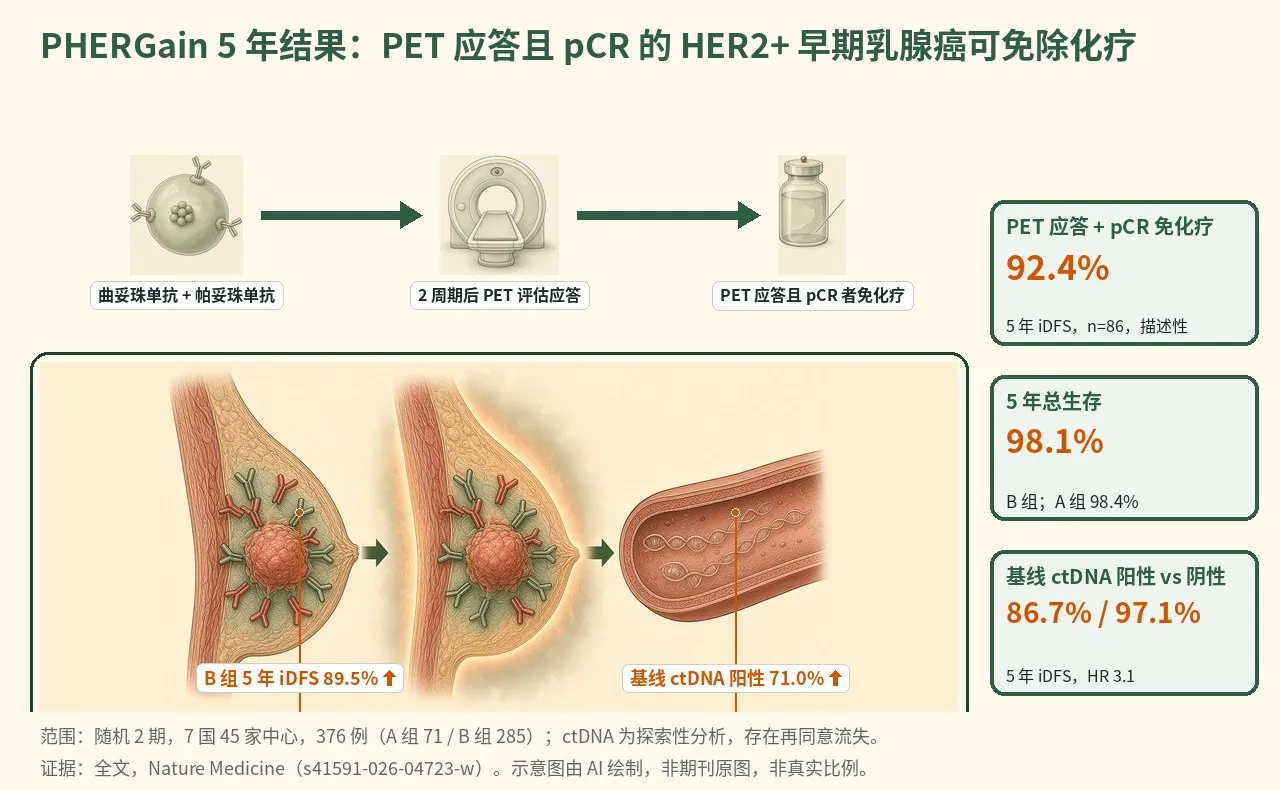 PHERGain 5 年结果：PET 应答且 pCR 的 HER2+ 早期乳腺癌可免除化疗
曲妥珠单抗 + 帕妥珠单抗
2 周期后 PET 评估应答
PET 应答且 pCR 者免化疗
PET 应答 + pCR 免化疗
92.4%
5 年 iDFS，n=86，描述性
5 年总生存
98.1%
B 组；A 组 98.4%
基线 ctDNA 阳性 vs 阴性
86.7% / 97.1%
5 年 iDFS，HR 3.1
B 组 5 年 iDFS 89.5% ⬆
基线 ctDNA 阳性 71.0% ⬆
范围：随机 2 期，7 国 45 家中心，376 例（A 组 71 / B 组 285）；ctDNA 为探索性分析，存在再同意流失。
证据：全文，Nature Medicine（s41591-026-04723-w）。示意图由 AI 绘制，非期刊原图，非真实比例。